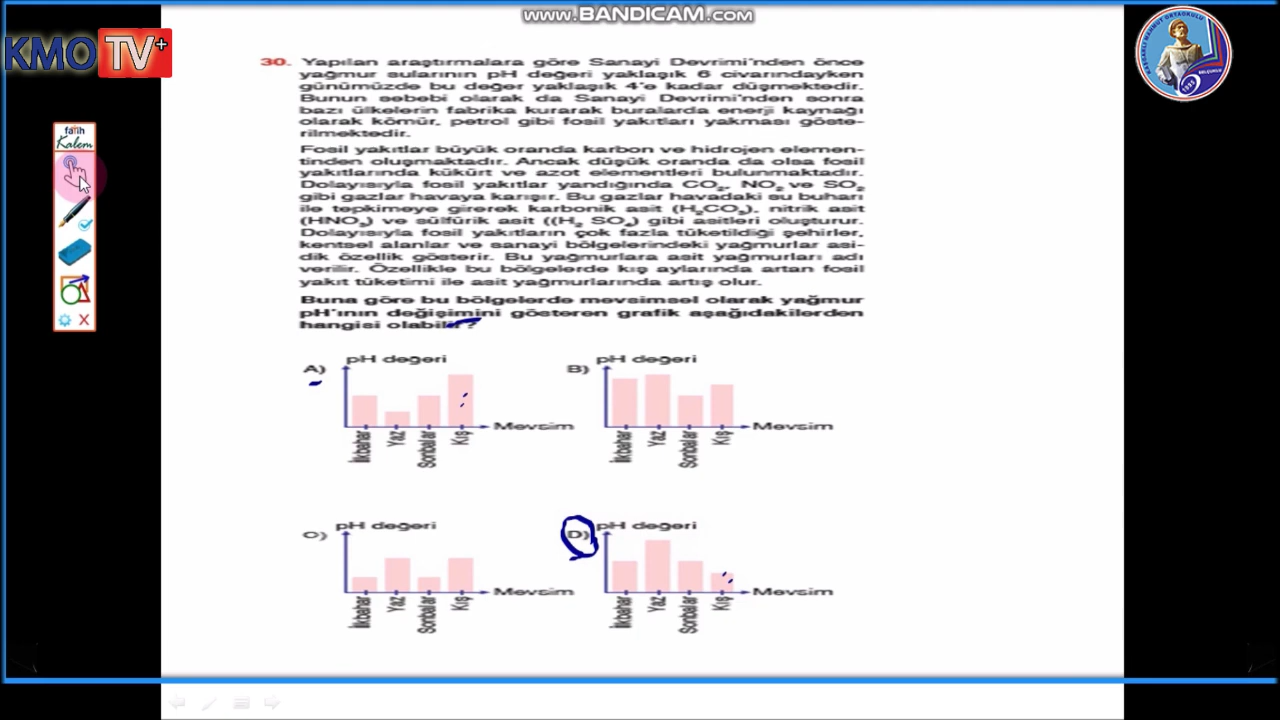 www.BANDICAM.com
KMO TV+
fatih
Kalem
30. Yapılan araştırmalara göre Sanayi Devrimi'nden önce
yağmur sularının pH değeri yaklaşık 6 civarındayken
günümüzde bu değer yaklaşık 4'e kadar düşmektedir.
Bunun sebebi olarak da Sanayi Devrimi'nden sonra
bazı ülkelerin fabrika kurarak buralarda enerji kaynağı
olarak kömür, petrol gibi fosil yakıtları yakması göste-
rilmektedir.
Fosil yakıtlar büyük oranda karbon ve hidrojen elemen-
tinden oluşmaktadır. Ancak düşük oranda da olsa fosil
yakıtlarında kükürt ve azot elementleri bulunmaktadır.
Dolayısıyla fosil yakıtlar yandığında CO₂, NO₂ ve SO₂
gibi gazlar havaya karışır. Bu gazlar havadaki su buharı
ile tepkimeye girerek karbonik asit (H₂CO₃), nitrik asit
(HNO₃) ve sülfürik asit ((H₂ SO₄) gibi asitleri oluşturur.
Dolayısıyla fosil yakıtların çok fazla tüketildiği şehirler,
kentsel alanlar ve sanayi bölgelerindeki yağmurlar asi-
dik özellik gösterir. Bu yağmurlara asit yağmurları adı
verilir. Özellikle bu bölgelerde kış aylarında artan fosil
yakıt tüketimi ile asit yağmurlarında artış olur.
Buna göre bu bölgelerde mevsimsel olarak yağmur
pH'ının değişimini gösteren grafik aşağıdakilerden
hangisi olabilir?
A) pH değeri
Mevsim
İlkbahar Yaz Sonbahar Kış
B) pH değeri
Mevsim
İlkbahar Yaz Sonbahar Kış
C) pH değeri
Mevsim
İlkbahar Yaz Sonbahar Kış
D) pH değeri
Mevsim
İlkbahar Yaz Sonbahar Kış